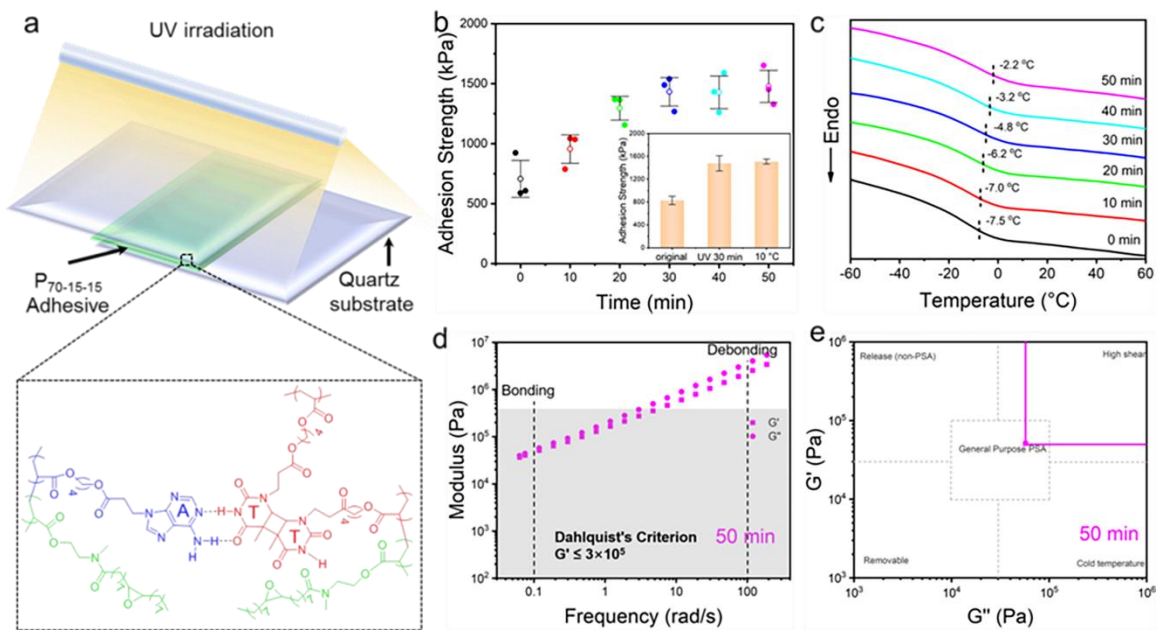 a
UV irradiation
P70-15-15
Adhesive
Quartz
substrate
A
T
T
b
Adhesion Strength (kPa)
2000
1500
1000
500
0
0 10 20 30 40 50
Time (min)
Adhesion Strength (kPa)
1600
1200
800
400
0
original UV 30 min 10 °C
c
Endo
-2.2 °C
50 min
-3.2 °C
40 min
-4.8 °C
30 min
-6.2 °C
20 min
-7.0 °C
10 min
-7.5 °C
0 min
-60 -40 -20 0 20 40 60
Temperature (°C)
d
Modulus (Pa)
10⁷
10⁶
10⁵
10⁴
10³
10²
Bonding
Debonding
G'
G"
50 min
Dahlquist's Criterion
G' ≤ 3×10⁵
0.1 1 10 100
Frequency (rad/s)
e
G' (Pa)
10⁶
10⁵
10⁴
10³
Release (non-PSA)
High shear
General Purpose PSA
50 min
Removable
Cold temperature
10³ 10⁴ 10⁵ 10⁶
G'' (Pa)